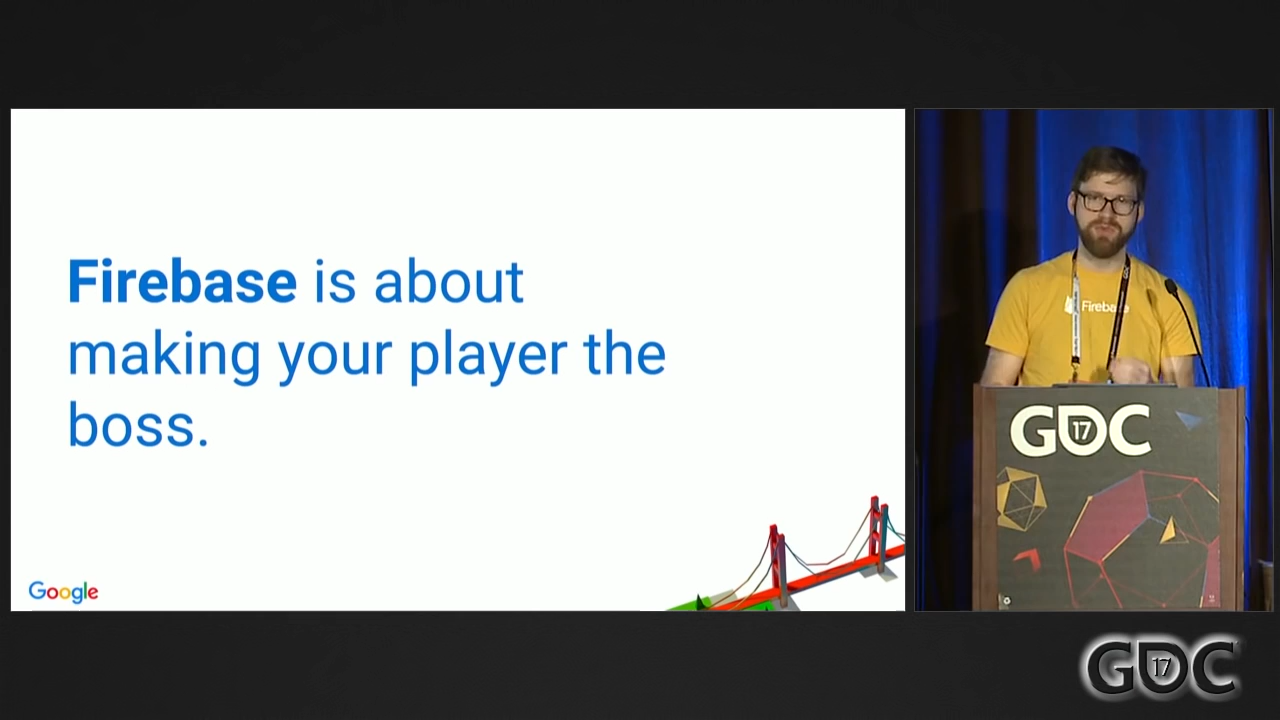 Firebase is about
making your player the
boss.
Google
Firebase
GDC
17
GDC
17